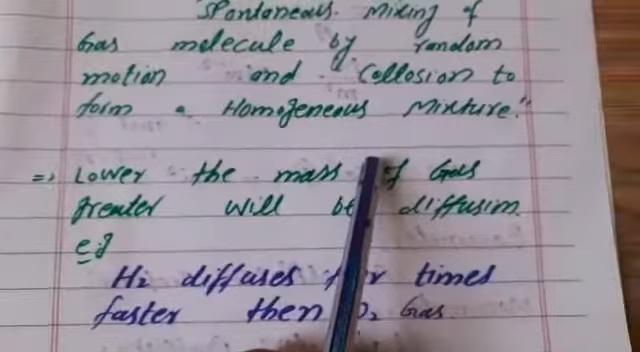 "Spontaneous. Mixing of
Gas molecule by random
motion and Collosion to
form a Homogeneous Mixture."
=> Lower the mass of Gas
greater will be diffusion.
e.g
H2 diffuses times
faster then O2 Gas.